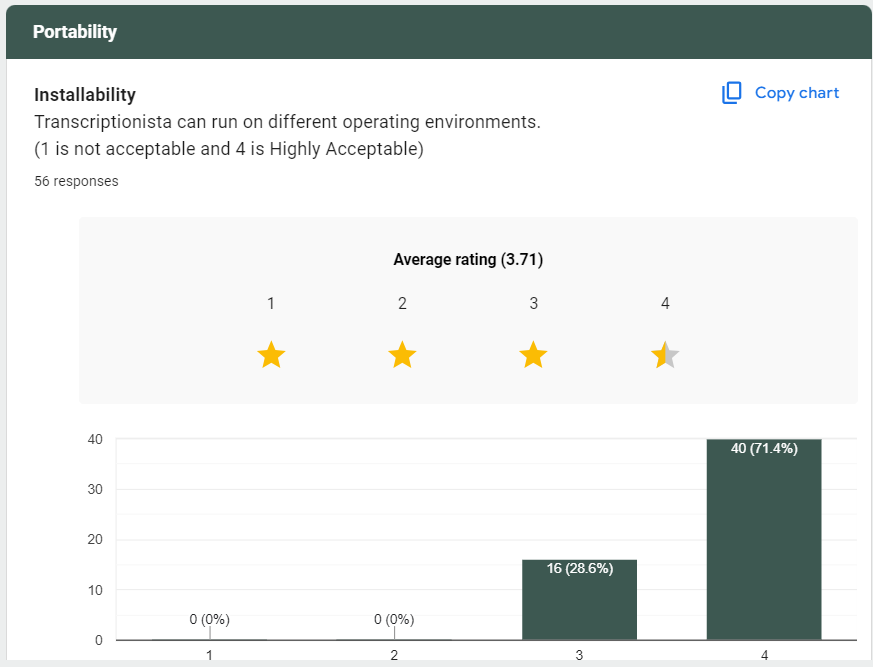 Portability
Installability
Copy chart
Transcriptionista can run on different operating environments.
(1 is not acceptable and 4 is Highly Acceptable)
56 responses
Average rating (3.71)
1 2 3 4
40
40 (71.4%)
30
20
16 (28.6%)
10
0 (0%) 0 (0%)
0
1 2 3 4